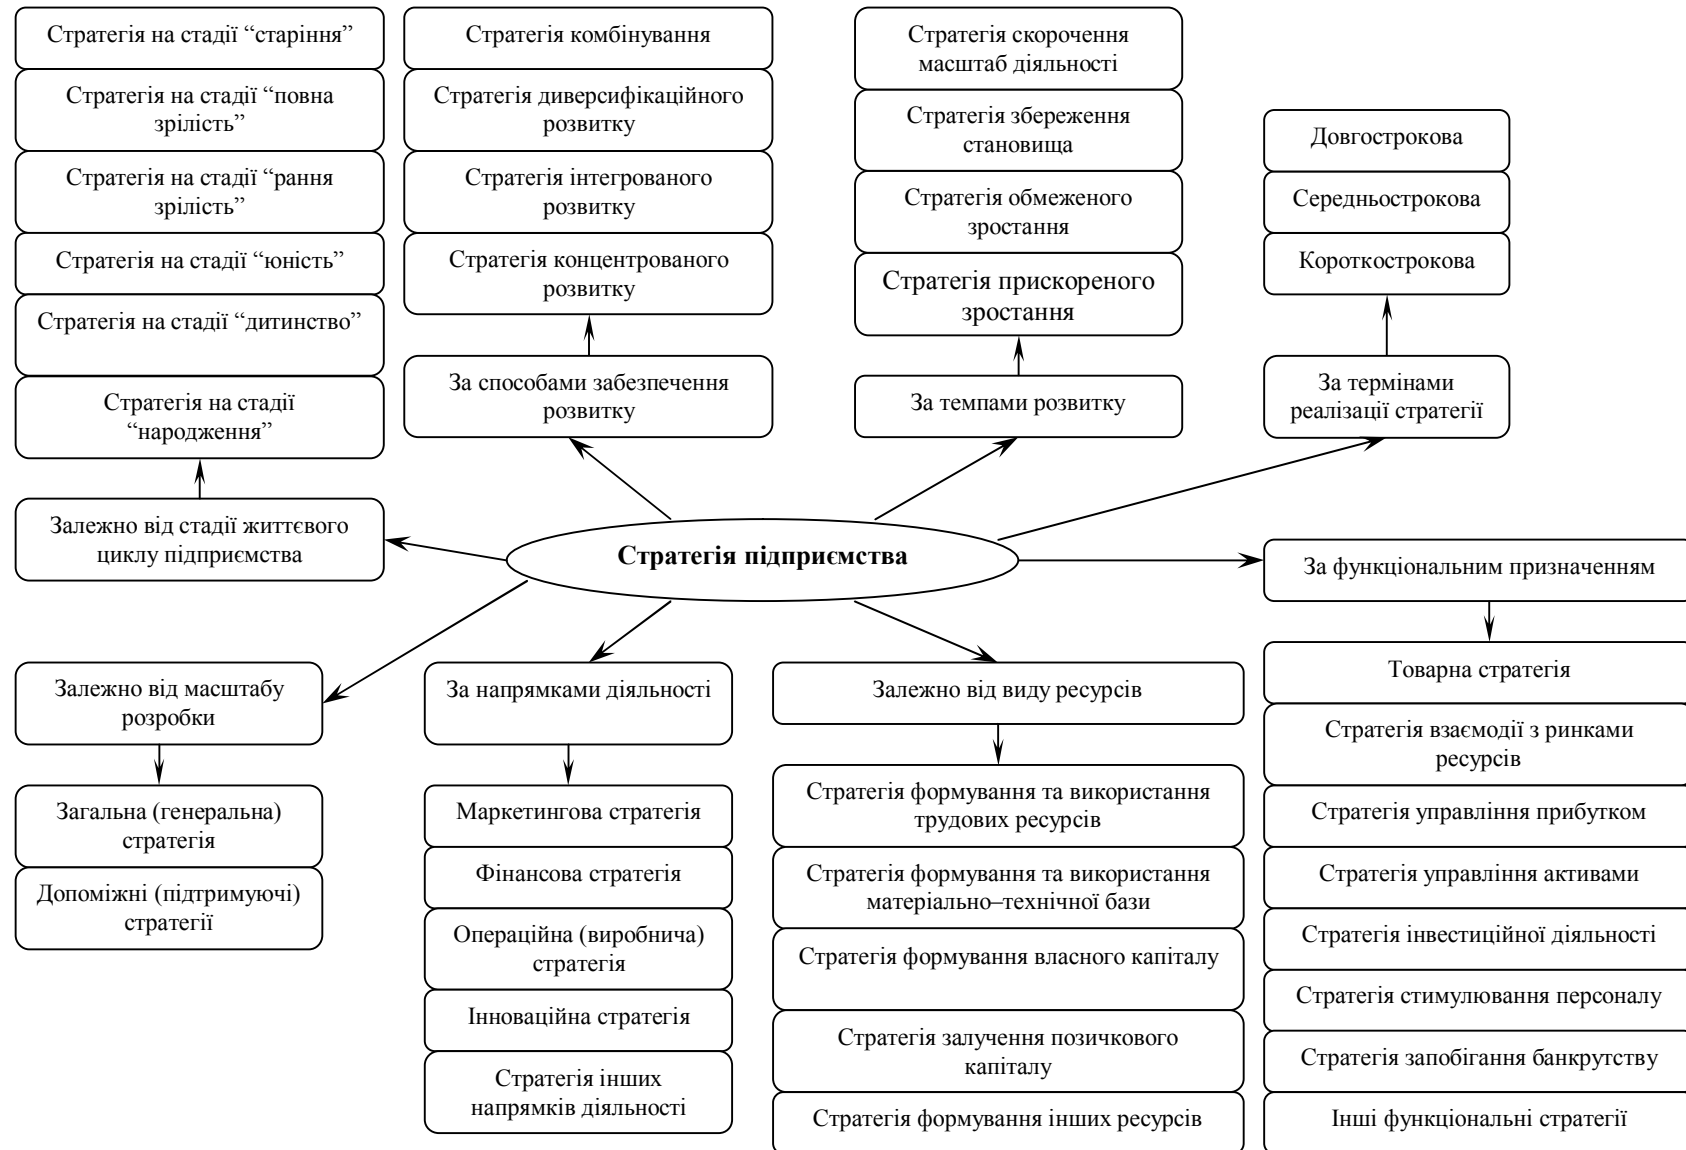 Стратегія на стадії “старіння”
Стратегія на стадії “повна
зрілість”
Стратегія на стадії “рання
зрілість”
Стратегія на стадії “юність”
Стратегія на стадії “дитинство”
Стратегія на стадії
“народження”
Залежно від стадії життєвого
циклу підприємства
Стратегія комбінування
Стратегія диверсифікаційного
розвитку
Стратегія інтегрованого
розвитку
Стратегія концентрованого
розвитку
За способами забезпечення
розвитку
Стратегія скорочення
масштаб діяльності
Стратегія збереження
становища
Стратегія обмеженого
зростання
Стратегія прискореного
зростання
За темпами розвитку
Довгострокова
Середньострокова
Короткострокова
За термінами
реалізації стратегії
Стратегія підприємства
Залежно від масштабу
розробки
Загальна (генеральна)
стратегія
Допоміжні (підтримуючі)
стратегії
За напрямками діяльності
Маркетингова стратегія
Фінансова стратегія
Операційна (виробнича)
стратегія
Інноваційна стратегія
Стратегія інших
напрямків діяльності
Залежно від виду ресурсів
Стратегія формування та використання
трудових ресурсів
Стратегія формування та використання
матеріально–технічної бази
Стратегія формування власного капіталу
Стратегія залучення позичкового
капіталу
Стратегія формування інших ресурсів
За функціональним призначенням
Товарна стратегія
Стратегія взаємодії з ринками
ресурсів
Стратегія управління прибутком
Стратегія управління активами
Стратегія інвестиційної діяльності
Стратегія стимулювання персоналу
Стратегія запобігання банкрутству
Інші функціональні стратегії